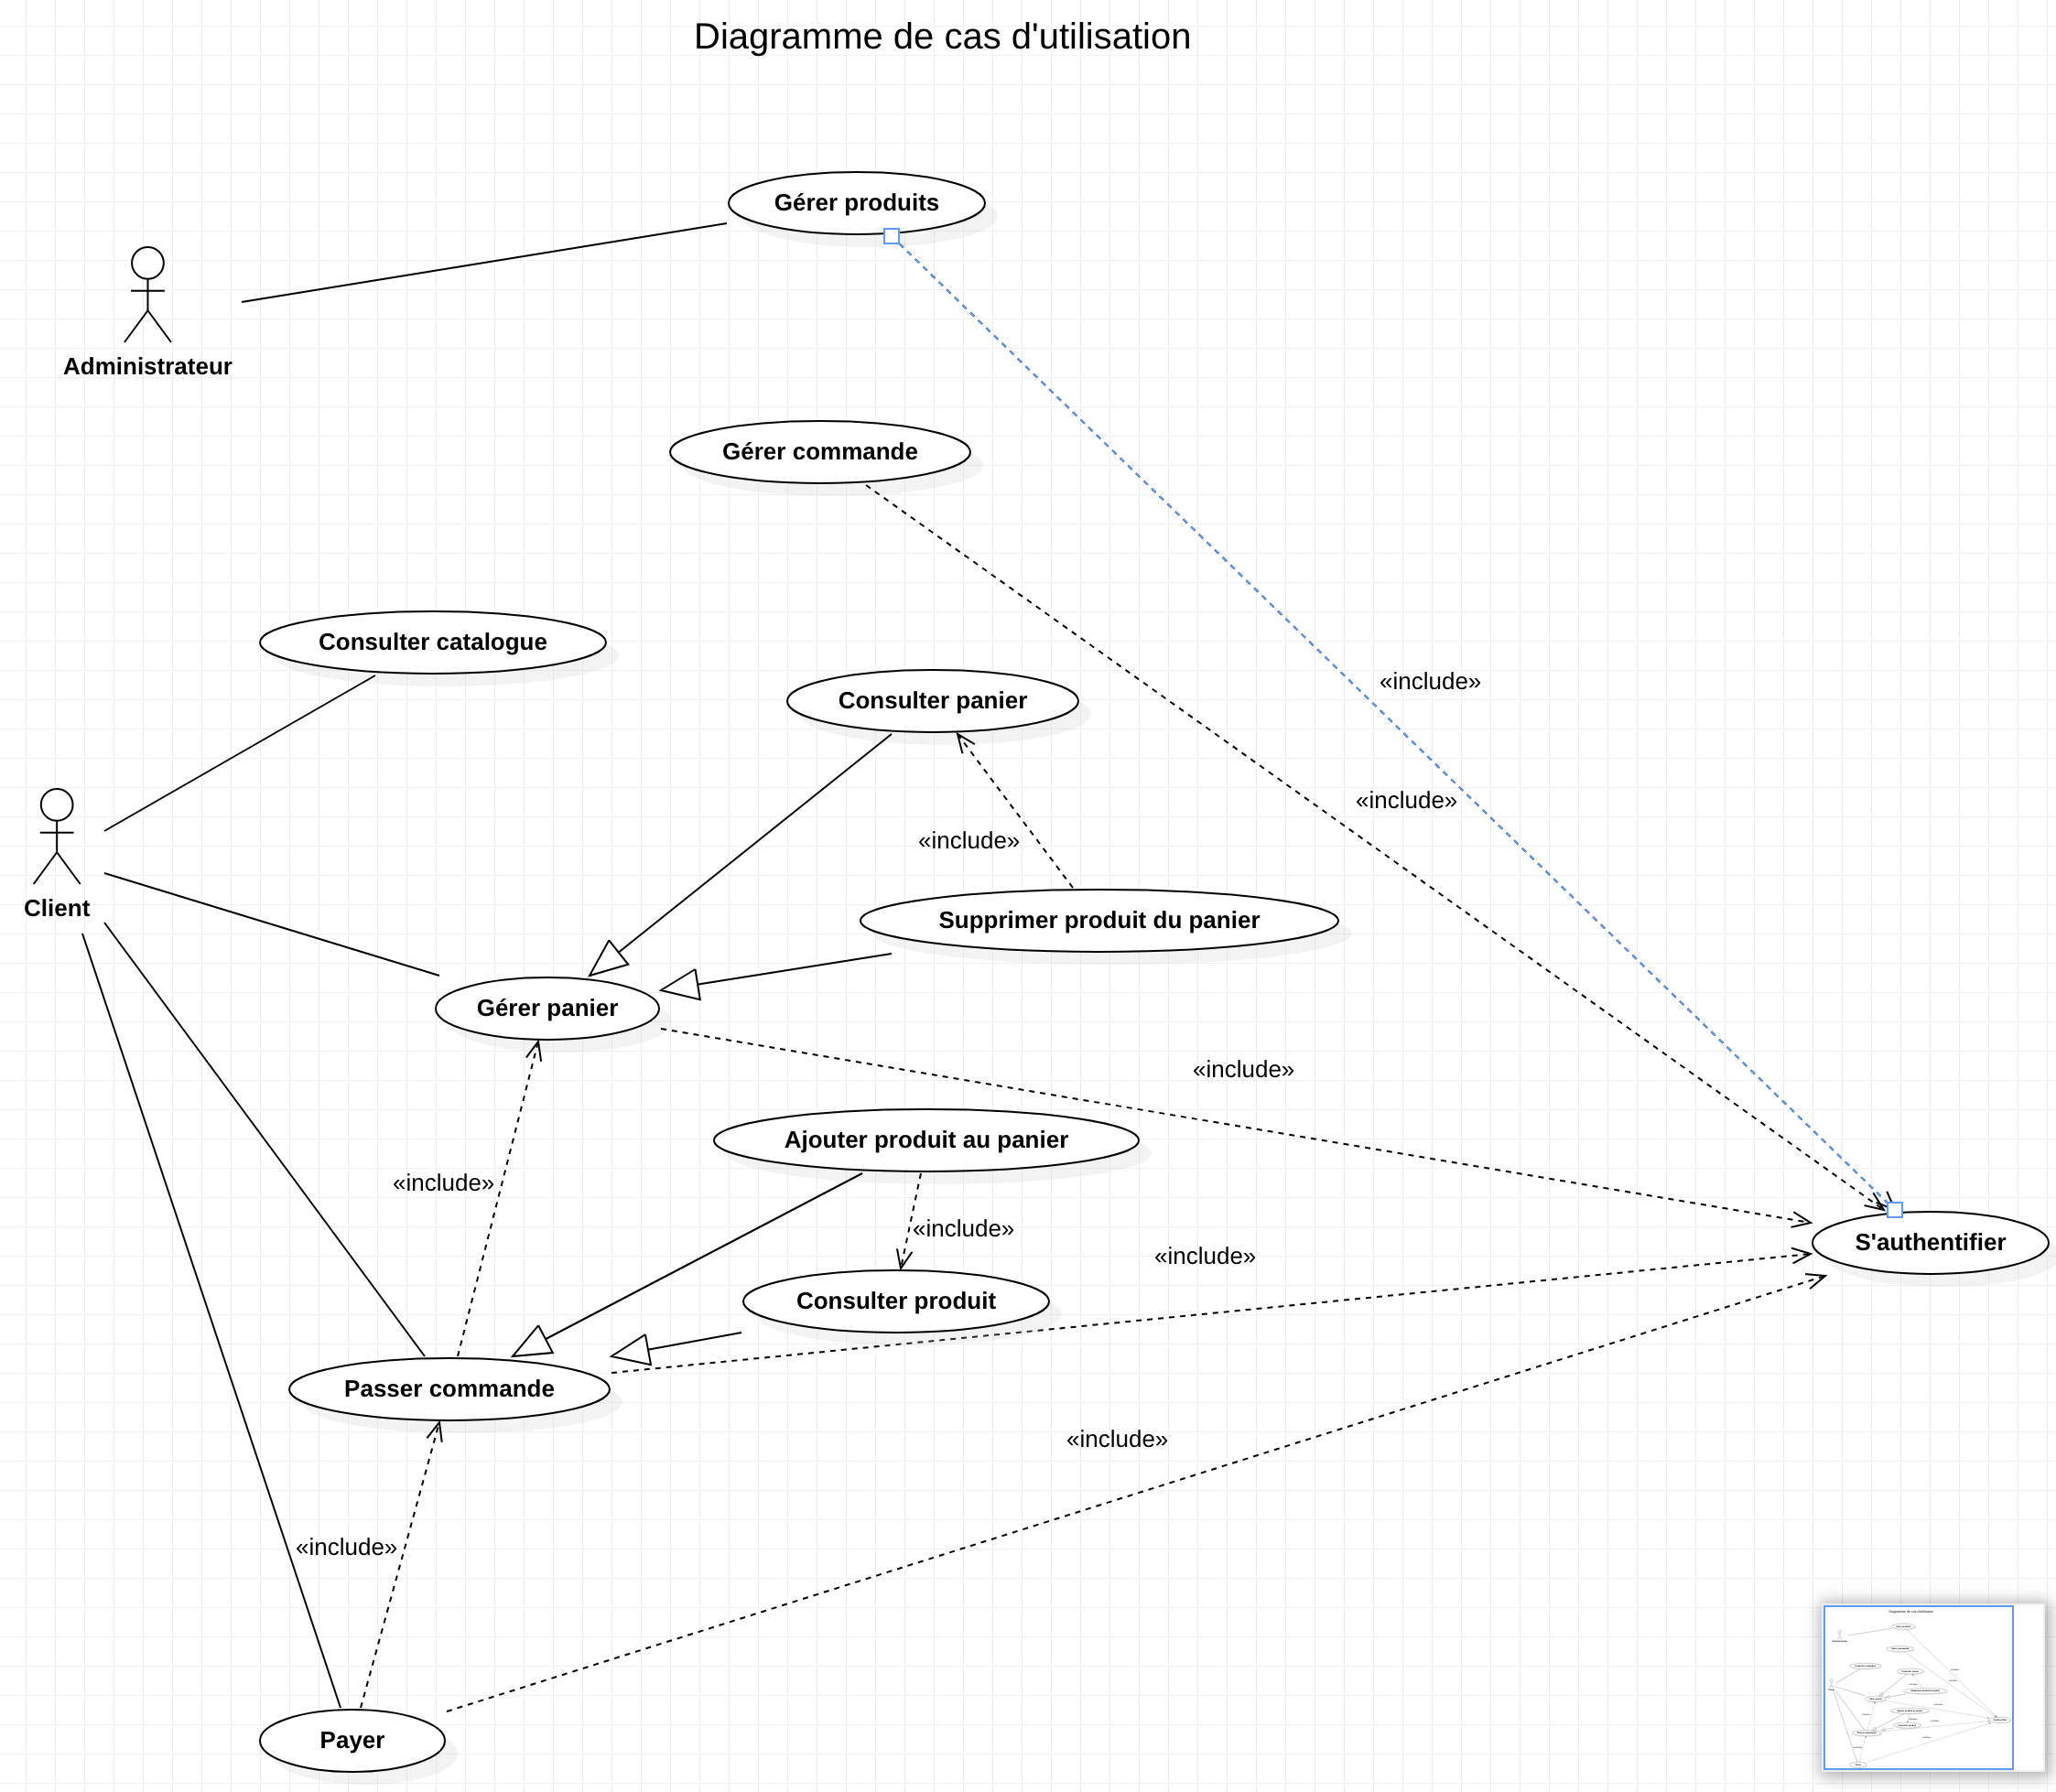 Diagramme de cas d'utilisation
Gérer produits
Administrateur
Gérer commande
Consulter catalogue
«include»
Consulter panier
«include»
«include»
Client
Supprimer produit du panier
Gérer panier
«include»
Ajouter produit au panier
«include»
«include»
S'authentifier
«include»
Consulter produit
Passer commande
«include»
«include»
Payer